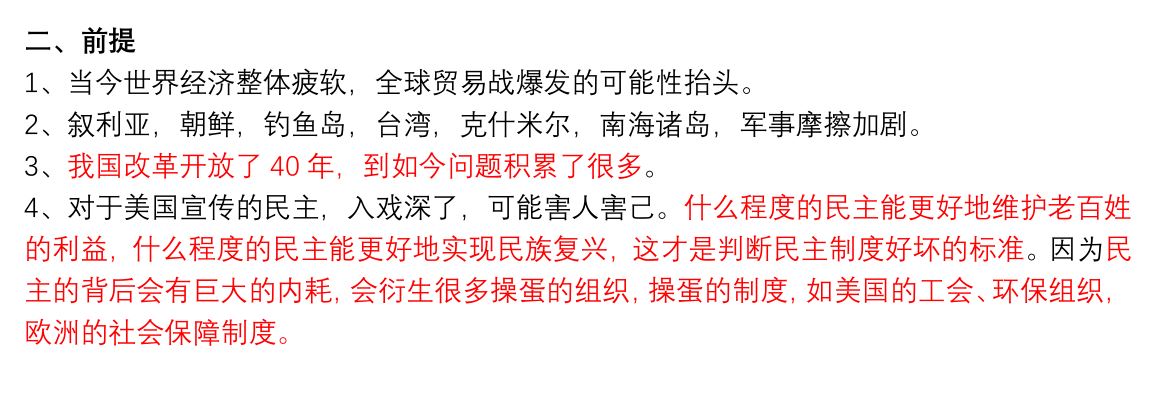 二、前提
1、当今世界经济整体疲软，全球贸易战爆发的可能性抬头。
2、叙利亚，朝鲜，钓鱼岛，台湾，克什米尔，南海诸岛，军事摩擦加剧。
3、我国改革开放了 40 年，到如今问题积累了很多。
4、对于美国宣传的民主，入戏深了，可能害人害己。什么程度的民主能更好地维护老百姓
的利益，什么程度的民主能更好地实现民族复兴，这才是判断民主制度好坏的标准。因为民
主的背后会有巨大的内耗，会衍生很多操蛋的组织，操蛋的制度，如美国的工会、环保组织，
欧洲的社会保障制度。